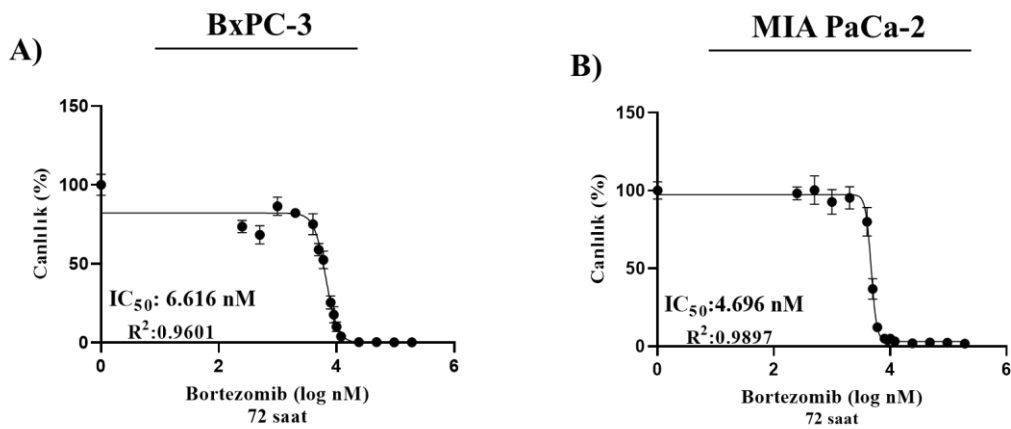 BxPC-3
A)
150
100
50
0
Canlılık (%)
IC50: 6.616 nM
R2:0.9601
0 2 4 6
Bortezomib (log nM)
72 saat
MIA PaCa-2
B)
150
100
50
0
Canlılık (%)
IC50:4.696 nM
R2:0.9897
0 2 4 6
Bortezomib (log nM)
72 saat